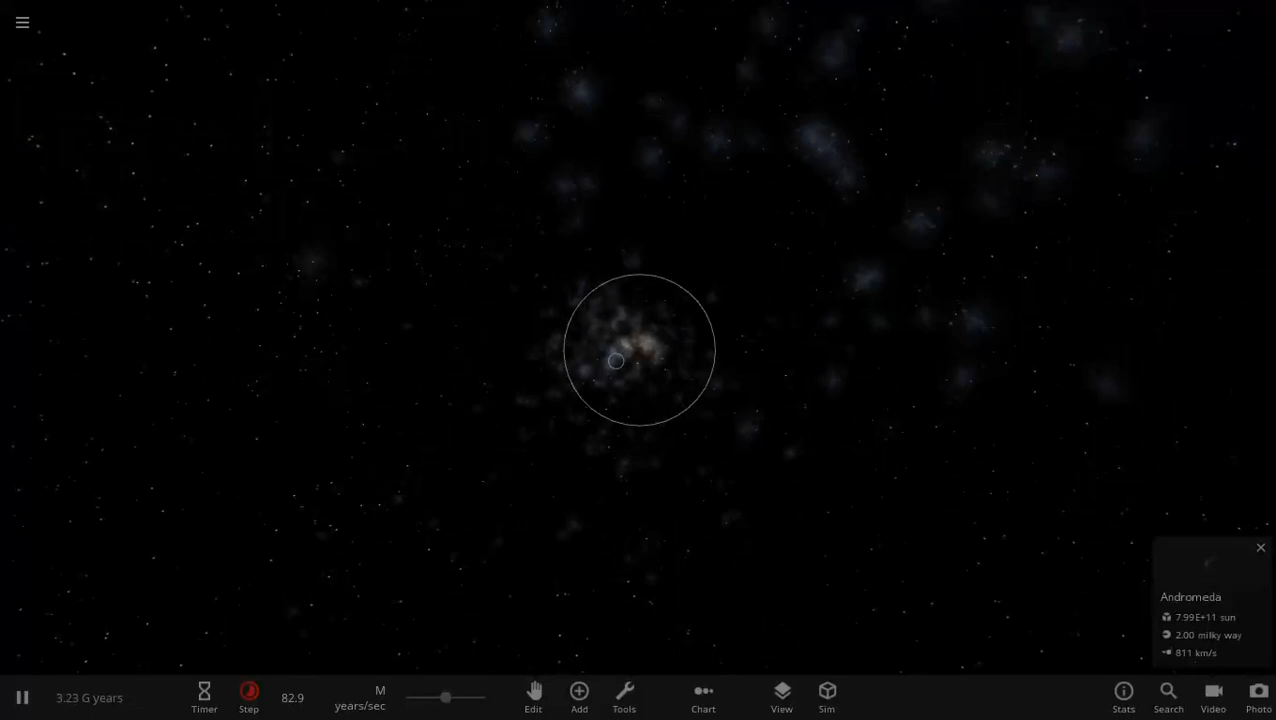 Andromeda
7.99E+11 sun
2.00 milky way
811 km/s
3.23 G years
Timer
Step
82.9
M
years/sec
Edit
Add
Tools
Chart
View
Sim
Stats
Search
Video
Photo